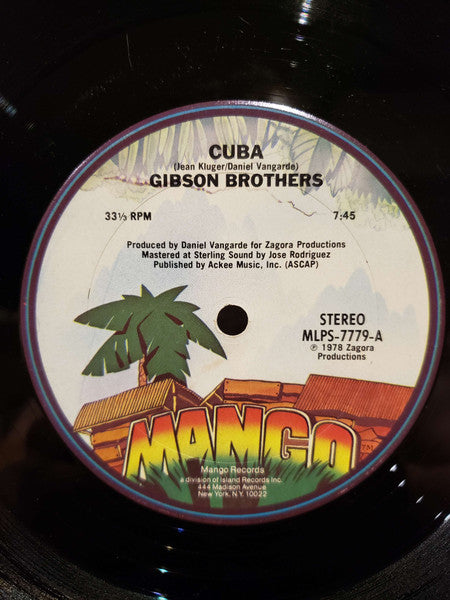 CUBA
(Jean Kluger/Daniel Vangarde)
GIBSON BROTHERS
33⅓ RPM
7:45
Produced by Daniel Vangarde for Zagora Productions
Mastered at Sterling Sound by Jose Rodriguez
Published by Ackee Music, Inc. (ASCAP)
STEREO
MLPS-7779-A
℗ 1978 Zagora
Productions
MANGO
Mango Records
a division of Island Records Inc.
444 Madison Avenue
New York, N.Y. 10022